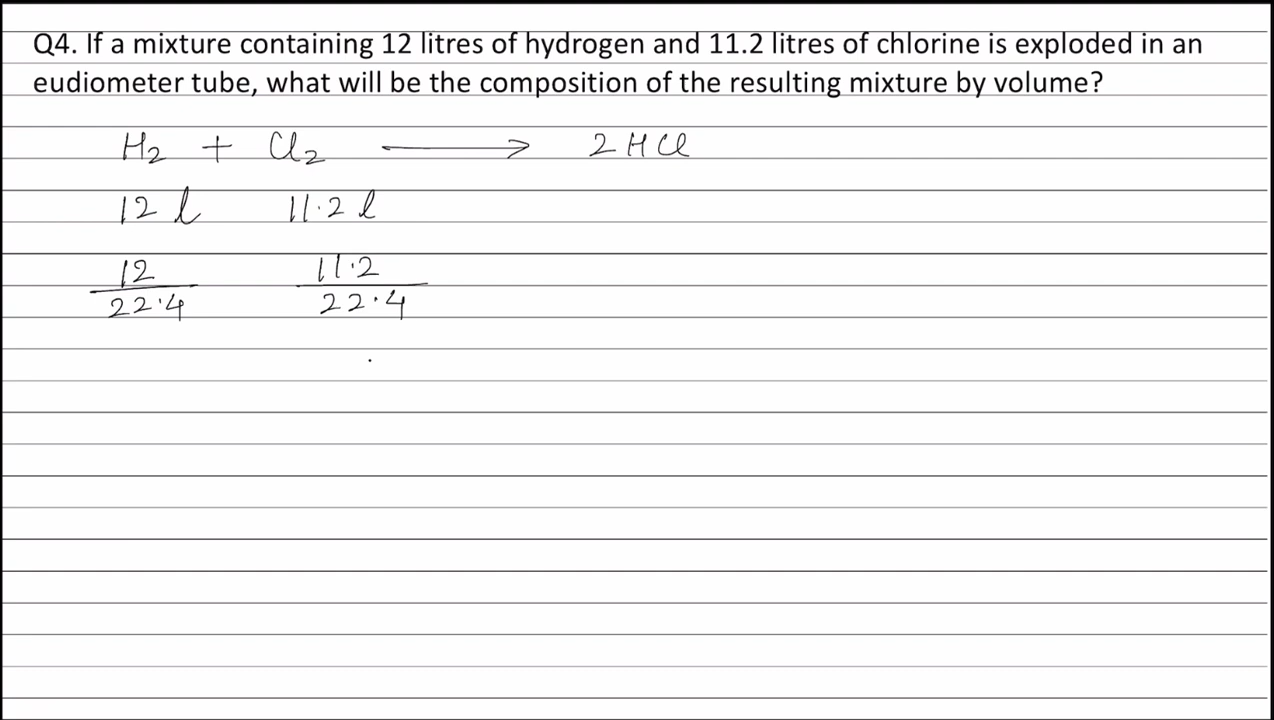 Q4. If a mixture containing 12 litres of hydrogen and 11.2 litres of chlorine is exploded in an
eudiometer tube, what will be the composition of the resulting mixture by volume?
H₂ + Cl₂ ⟶ 2HCl
12 l 11.2 l
12 11.2
22.4 22.4